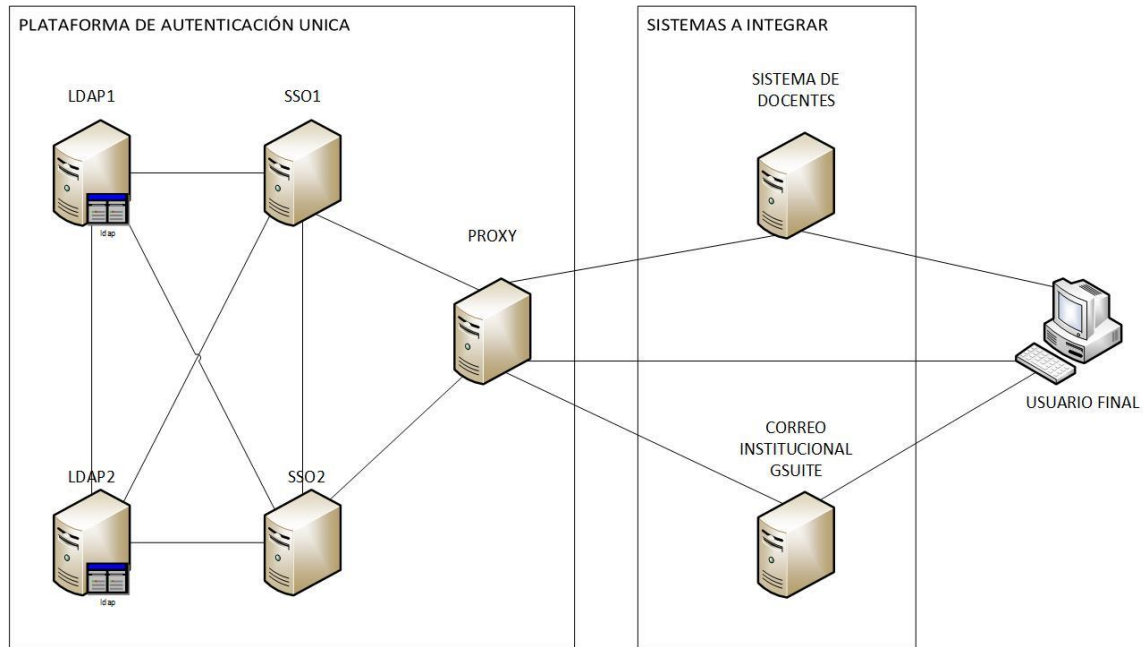 PLATAFORMA DE AUTENTICACIÓN UNICA
SISTEMAS A INTEGRAR
LDAP1
SSO1
SISTEMA DE
DOCENTES
ldap
PROXY
USUARIO FINAL
CORREO
INSTITUCIONAL
GSUITE
LDAP2
SSO2
ldap